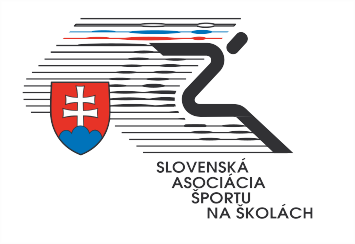 SLOVENSKÁ
ASOCIÁCIA
ŠPORTU
NA ŠKOLÁCH